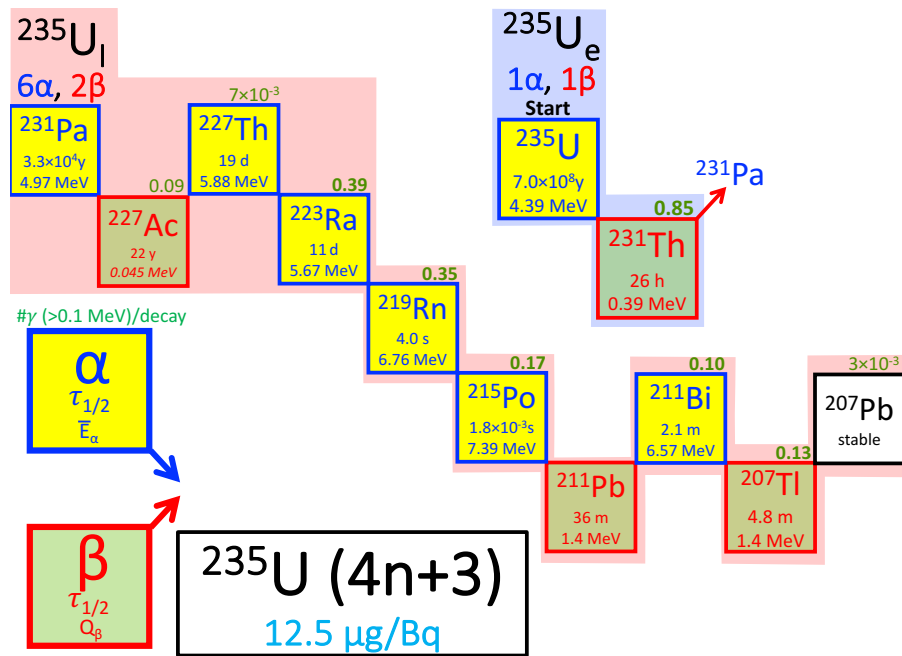 ²³⁵Uₗ
6α, 2β
²³¹Pa
3.3×10⁴y
4.97 MeV
0.09
²²⁷Ac
22 y
0.045 MeV
7×10⁻³
²²⁷Th
19 d
5.88 MeV
0.39
²²³Ra
11 d
5.67 MeV
0.35
²¹⁹Rn
4.0 s
6.76 MeV
0.17
²¹⁵Po
1.8×10⁻³s
7.39 MeV
²¹¹Pb
36 m
1.4 MeV
0.10
²¹¹Bi
2.1 m
6.57 MeV
0.13
²⁰⁷Tl
4.8 m
1.4 MeV
3×10⁻³
²⁰⁷Pb
stable
²³⁵Uₑ
1α, 1β
Start
²³⁵U
7.0×10⁸y
4.39 MeV
0.85
²³¹Th
26 h
0.39 MeV
²³¹Pa
#γ (>0.1 MeV)/decay
α
τ₁/₂
E̅α
β
τ₁/₂
Qᵦ
²³⁵U (4n+3)
12.5 μg/Bq